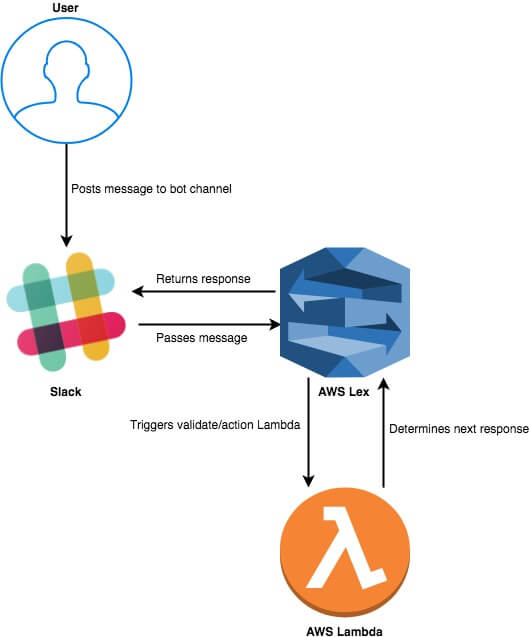 User
Posts message to bot channel
Returns response
Passes message
Slack
AWS Lex
Triggers validate/action Lambda
Determines next response
AWS Lambda